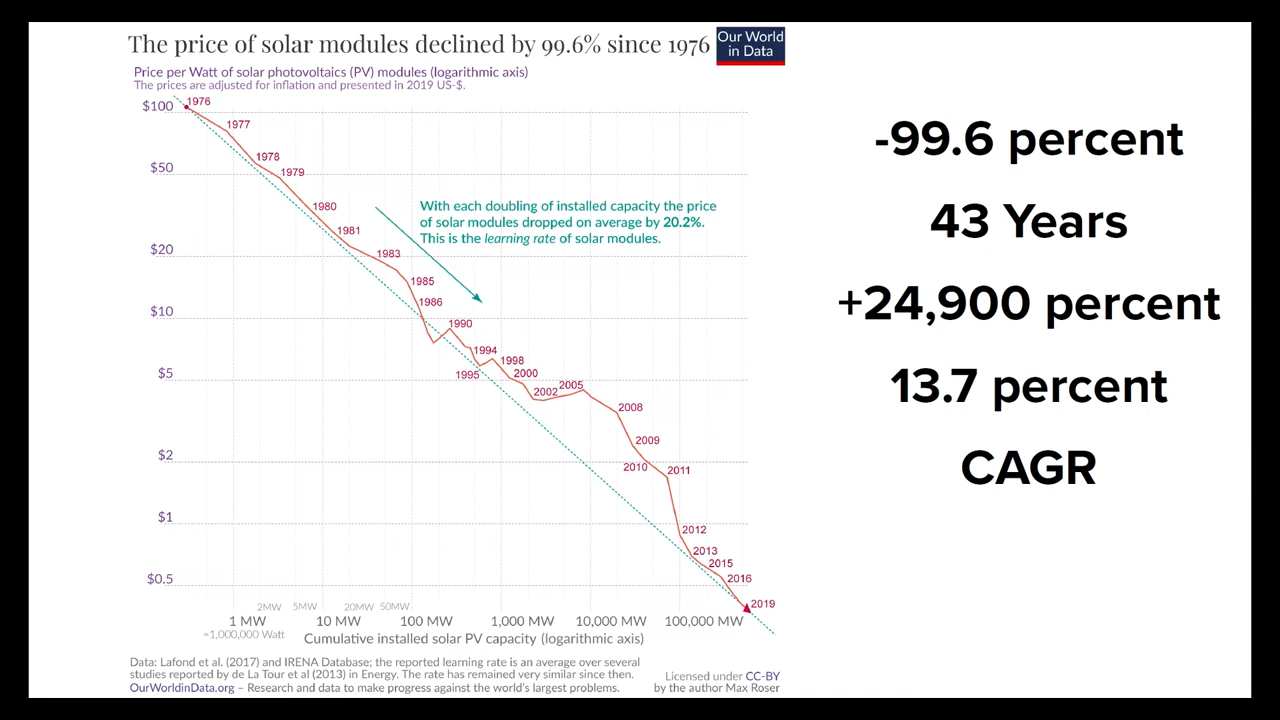 The price of solar modules declined by 99.6% since 1976
Our World
in Data
Price per Watt of solar photovoltaics (PV) modules (logarithmic axis)
The prices are adjusted for inflation and presented in 2019 US-$.
$100
$50
$20
$10
$5
$2
$1
$0.5
1976
1977
1978
1979
1980
1981
1983
1985
1986
1990
1994
1995
1998
2000
2002
2005
2008
2009
2010
2011
2012
2013
2015
2016
2019
With each doubling of installed capacity the price
of solar modules dropped on average by 20.2%.
This is the learning rate of solar modules.
2MW
5MW
20MW
50MW
1 MW
10 MW
100 MW
1,000 MW
10,000 MW
100,000 MW
=1,000,000 Watt
Cumulative installed solar PV capacity (logarithmic axis)
Data: Lafond et al. (2017) and IRENA Database; the reported learning rate is an average over several
studies reported by de La Tour et al (2013) in Energy. The rate has remained very similar since then.
OurWorldinData.org – Research and data to make progress against the world's largest problems.
Licensed under CC-BY
by the author Max Roser
-99.6 percent
43 Years
+24,900 percent
13.7 percent
CAGR